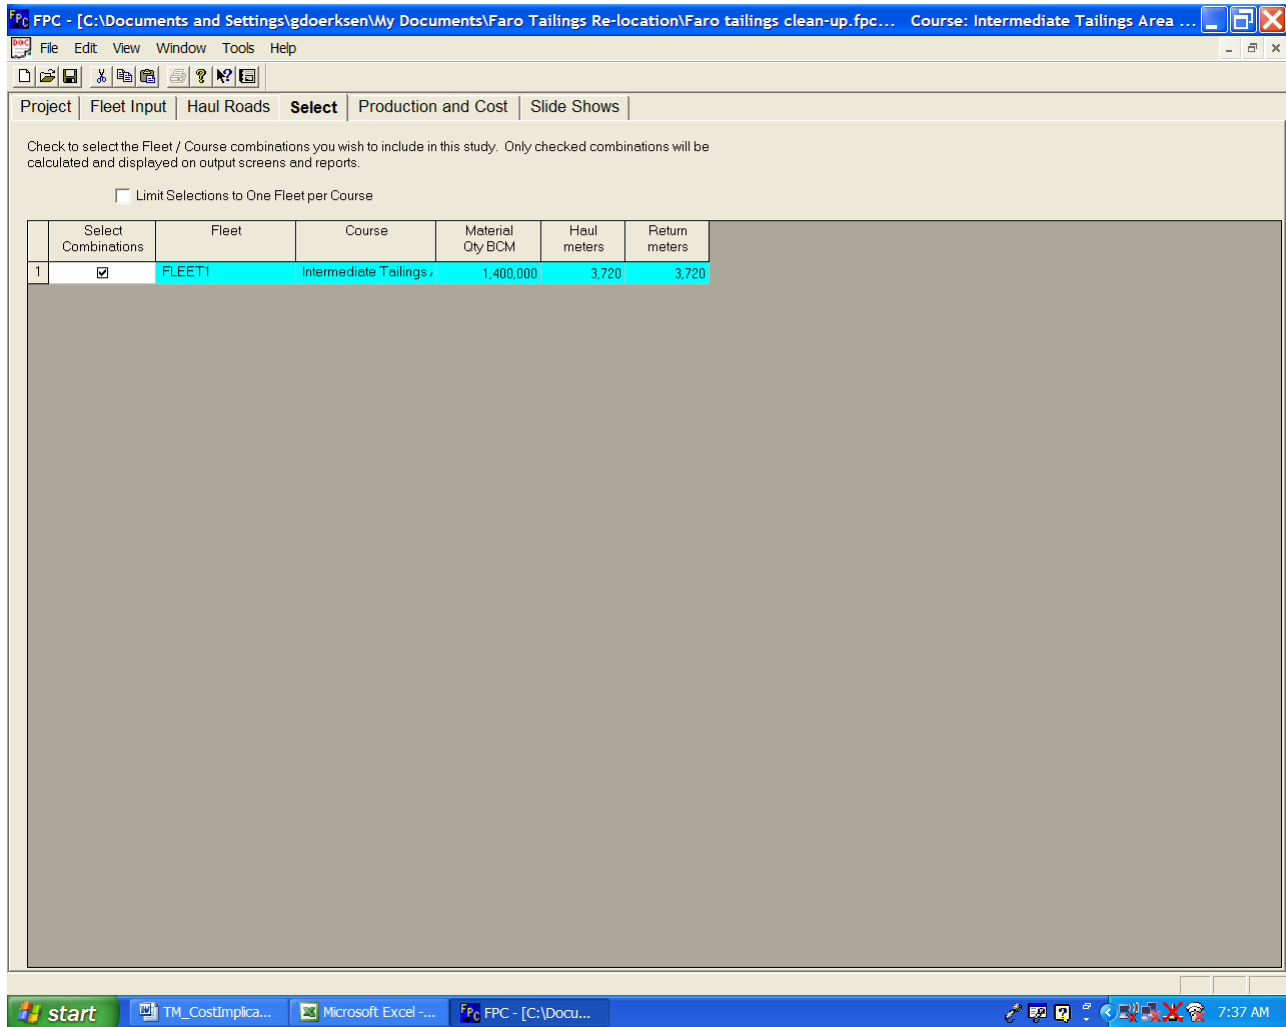 FPC - [C:\Documents and Settings\gdoerksen\My Documents\Faro Tailings Re-location\Faro tailings clean-up.fpc... Course: Intermediate Tailings Area ...
File Edit View Window Tools Help
Project Fleet Input Haul Roads Select Production and Cost Slide Shows
Check to select the Fleet / Course combinations you wish to include in this study. Only checked combinations will be
calculated and displayed on output screens and reports.
Limit Selections to One Fleet per Course
Select Fleet Course Material Haul Return
Combinations Qty BCM meters meters
1 FLEET1 Intermediate Tailings 1,400,000 3,720 3,720
start TM_CostImplica... Microsoft Excel -... FPC - [C:\Docu... 7:37 AM